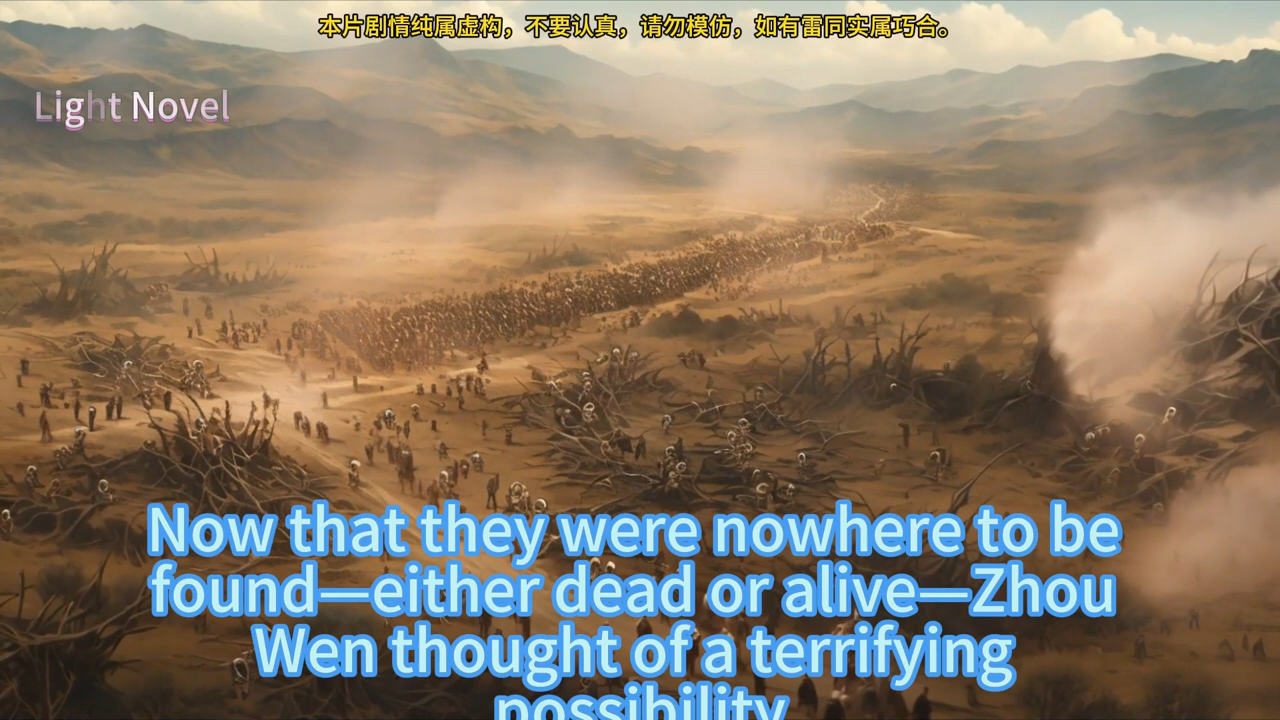 本片剧情纯属虚构，不要认真，请勿模仿，如有雷同实属巧合。
Light Novel
Now that they were nowhere to be
found—either dead or alive—Zhou
Wen thought of a terrifying
possibility